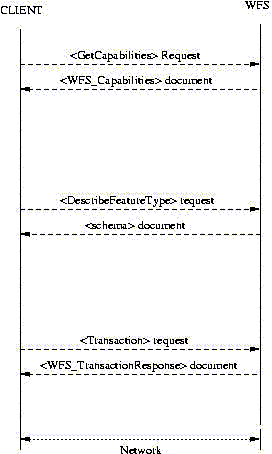 CLIENT
WFS
<GetCapabilities> Request
<WFS_Capabilities> document
<DescribeFeatureType> request
<schema> document
<Transaction> request
<WFS_TransactionResponse> document
Network